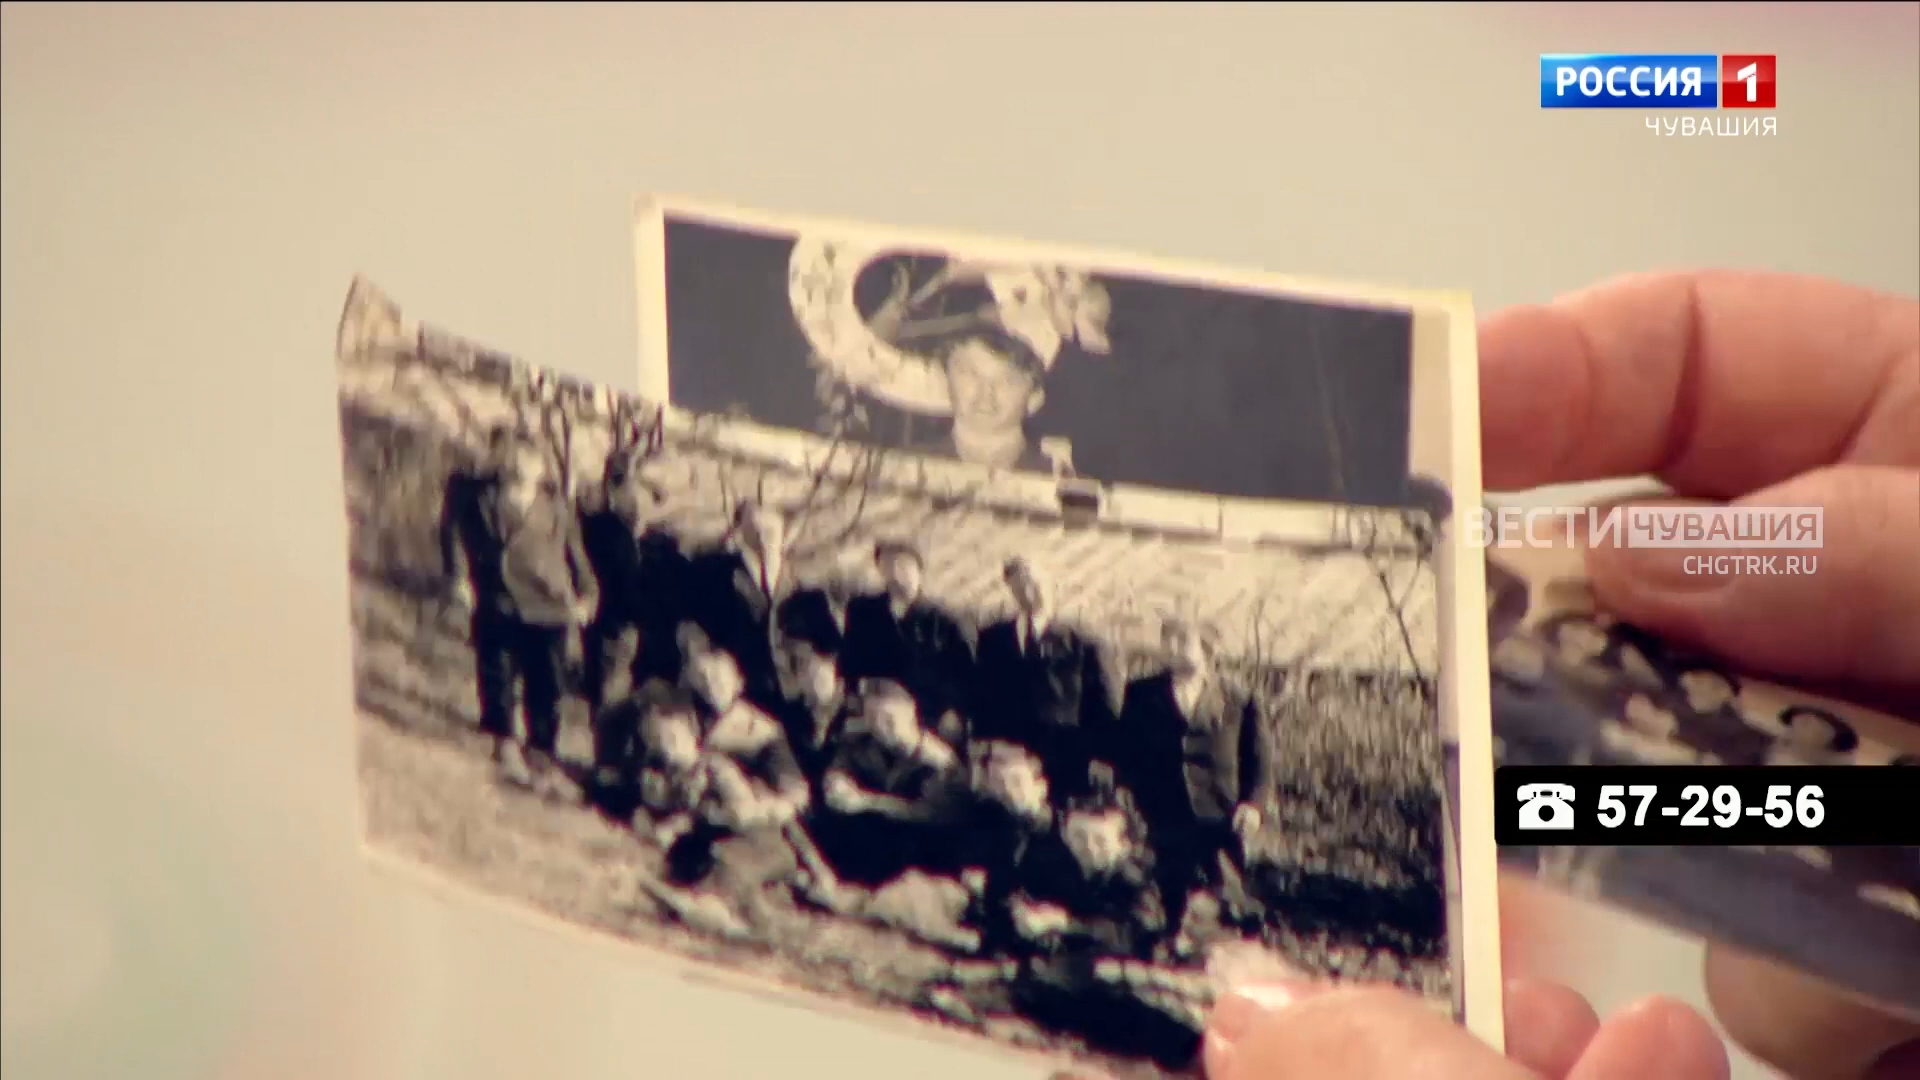 РОССИЯ 1
ЧУВАШИЯ
ВЕСТИ ЧУВАШИЯ
CHGTRK.RU
57-29-56